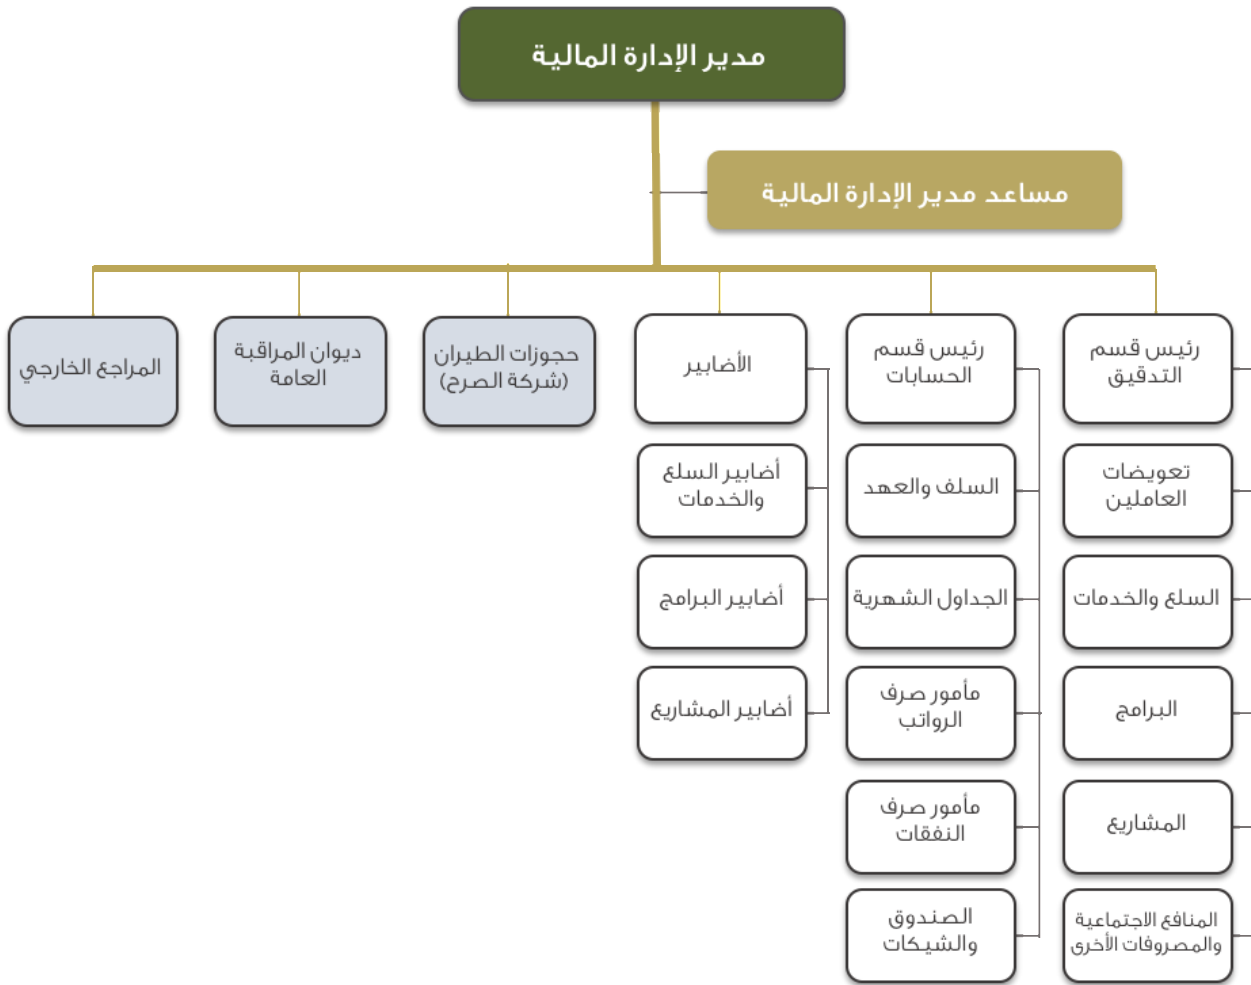 مدير الإدارة المالية
مساعد مدير الإدارة المالية
رئيس قسم
التدقيق
رئيس قسم
الحسابات
الأضابير
حجوزات الطيران
(شركة الصرح)
ديوان المراقبة
العامة
المراجع الخارجي
تعويضات
العاملين
السلف والعهد
أضابير السلع
والخدمات
السلع والخدمات
الجداول الشهرية
أضابير البرامج
البرامج
مأمور صرف
الرواتب
أضابير المشاريع
المشاريع
مأمور صرف
النفقات
المنافع الاجتماعية
والمصروفات الأخرى
الصندوق
والشيكات